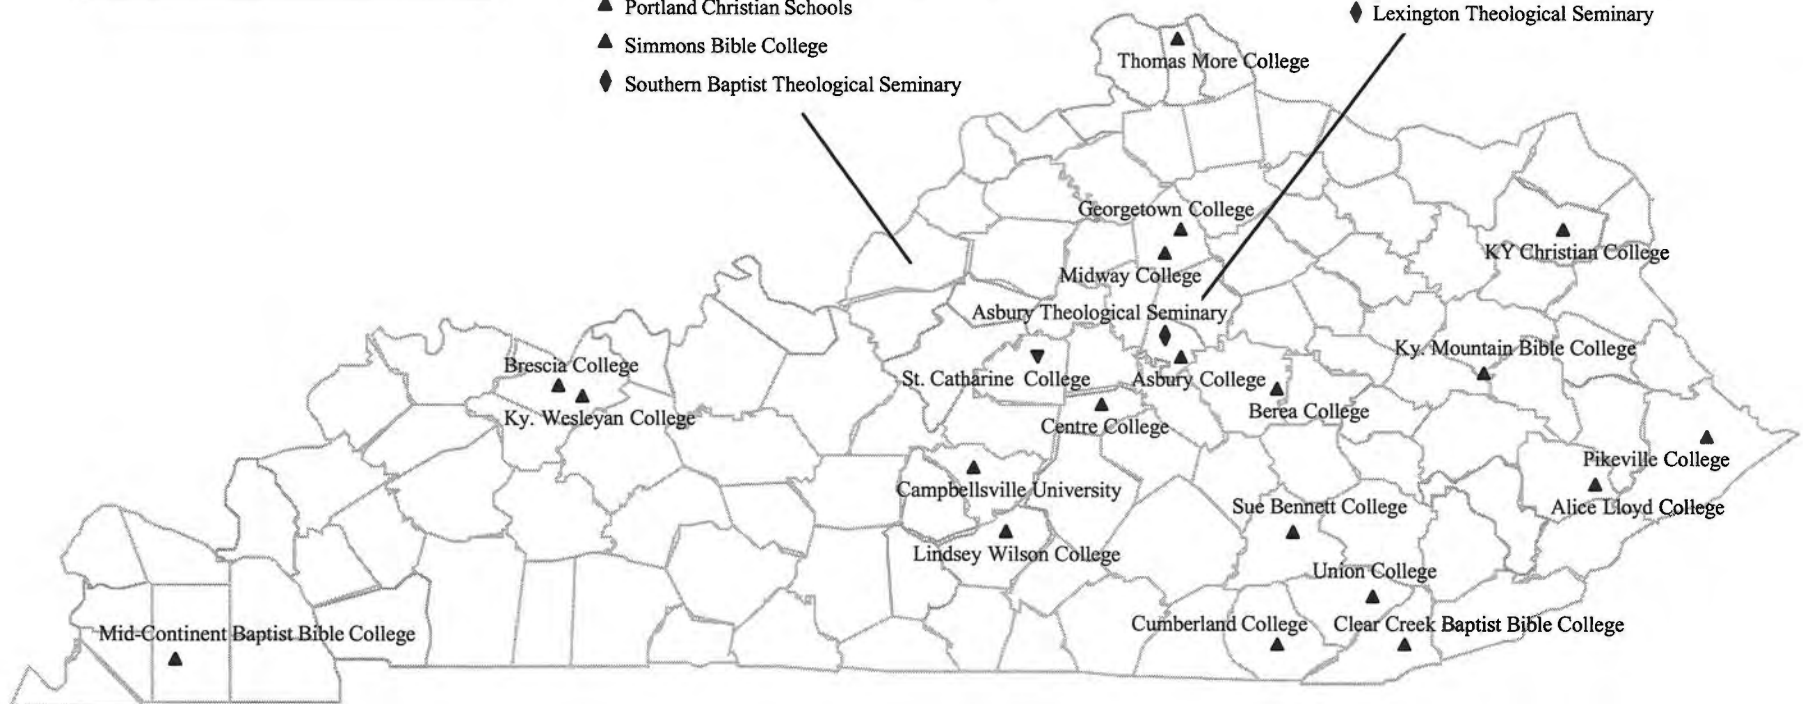 Portland Christian Schools
Lexington Theological Seminary
Simmons Bible College
Thomas More College
Southern Baptist Theological Seminary
Georgetown College
KY Christian College
Midway College
Asbury Theological Seminary
Ky. Mountain Bible College
Brescia College
St. Catharine College
Asbury College
Berea College
Ky. Wesleyan College
Centre College
Pikeville College
Campbellsville University
Sue Bennett College
Alice Lloyd College
Lindsey Wilson College
Union College
Cumberland College
Clear Creek Baptist Bible College
Mid-Continent Baptist Bible College